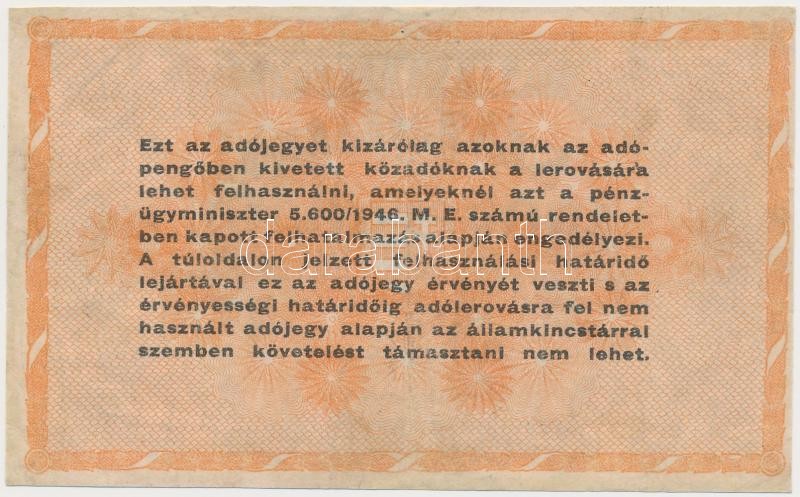 Ezt az adójegyet kizárólag azoknak az adó-
pengőben kivetett közadóknak a lerovására
lehet felhasználni, amelyeknél azt a pénz-
ügyminiszter 5.600/1946. M. E. számú rendelet-
ben kapott felhatalmazás alapján engedélyezi.
darabanth
A túloldalon jelzett felhasználási határidő
lejártával ez az adójegy érvényét veszti s az
érvényességi határidőig adólerovásra fel nem
használt adójegy alapján az államkincstárral
szemben követelést támasztani nem lehet.